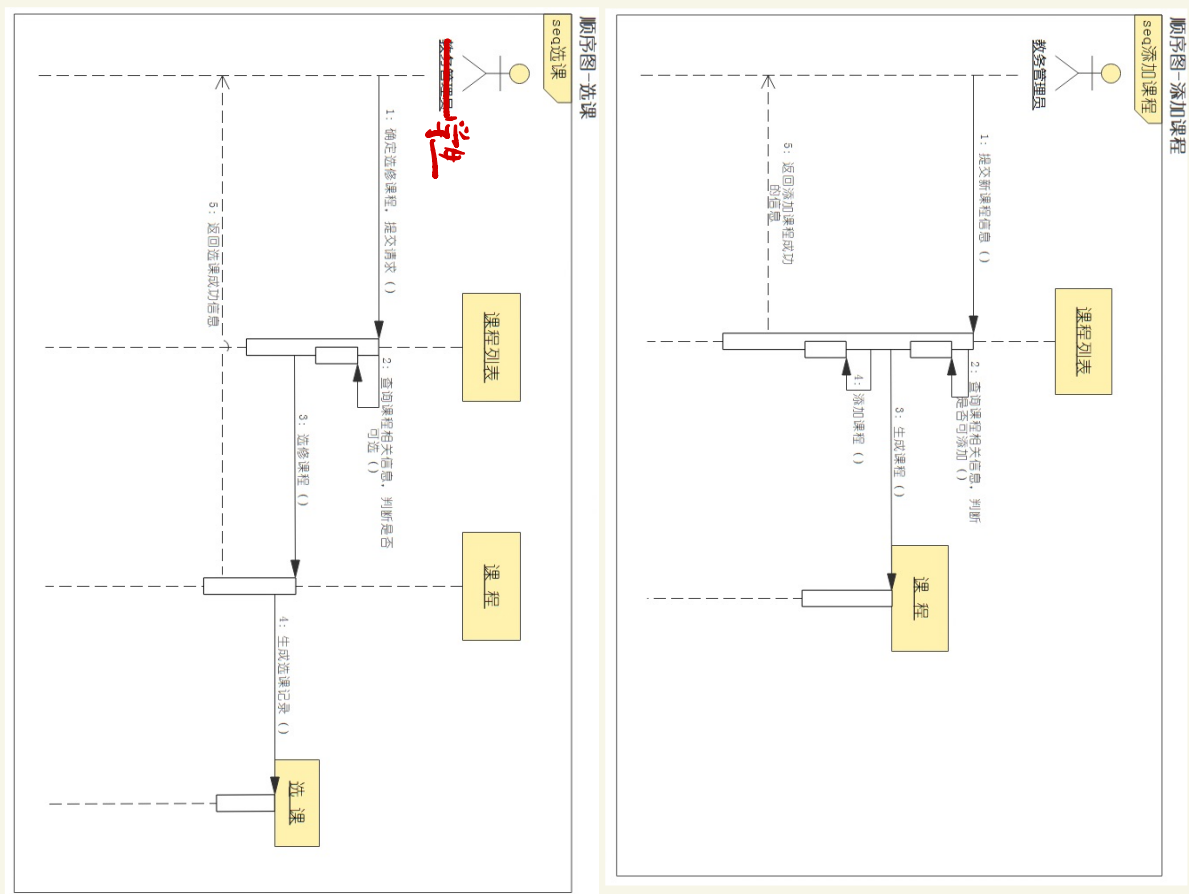 顺序图-添加课程
seq添加课程
教务管理员
课程列表
课 程
1: 提交新课程信息 ()
2: 查询课程相关信息，判断
是否可添加 ()
3: 生成课程 ()
4: 添加课程 ()
5: 返回添加课程成功
的信息
顺序图-选课
seq选课
教务管理员
学生
课程列表
课 程
选 课
1: 确定选修课程，提交请求 ()
2: 查询课程相关信息，判断是否
可选 ()
3: 选修课程 ()
4: 生成选课记录 ()
5: 返回选课成功信息